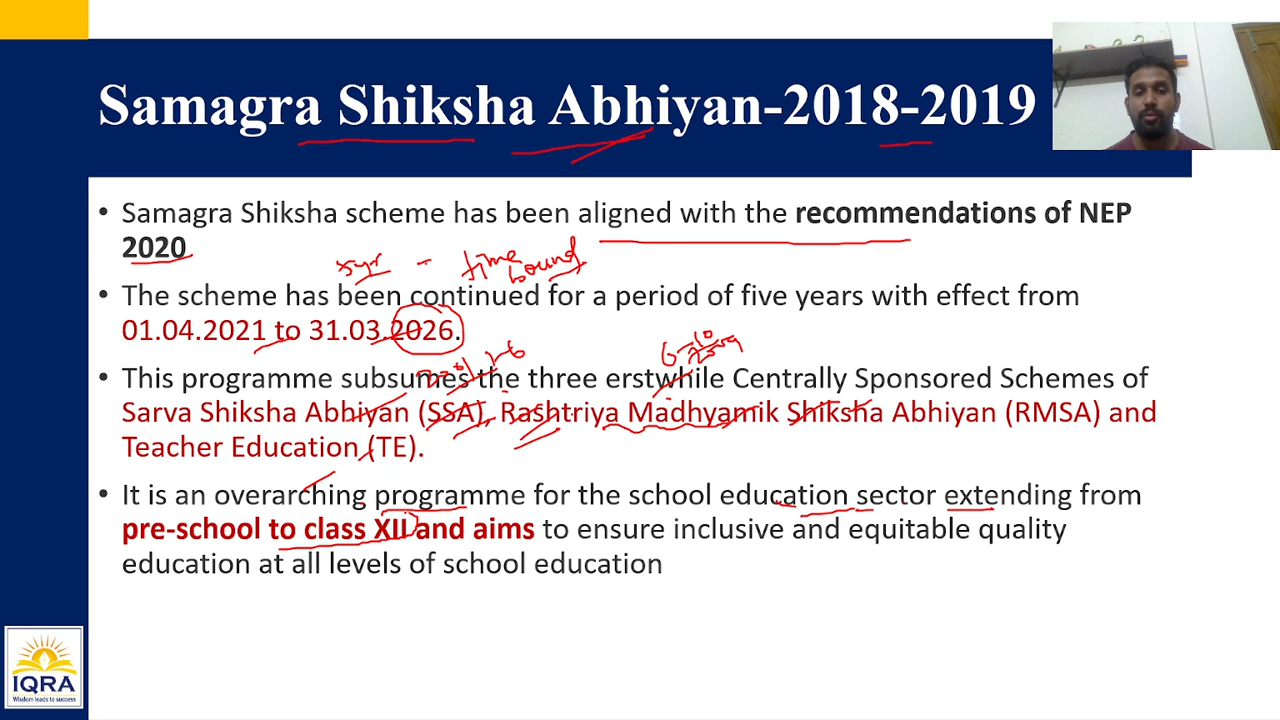 Samagra Shiksha Abhiyan-2018-2019
• Samagra Shiksha scheme has been aligned with the recommendations of NEP
2020
5yr - time
bound
• The scheme has been continued for a period of five years with effect from
01.04.2021 to 31.03.2026.
• This programme subsumes the three erstwhile Centrally Sponsored Schemes of
Sarva Shiksha Abhiyan (SSA), Rashtriya Madhyamik Shiksha Abhiyan (RMSA) and
Teacher Education (TE).
• It is an overarching programme for the school education sector extending from
pre-school to class XII and aims to ensure inclusive and equitable quality
education at all levels of school education
IQRA
Wisdom leads to success